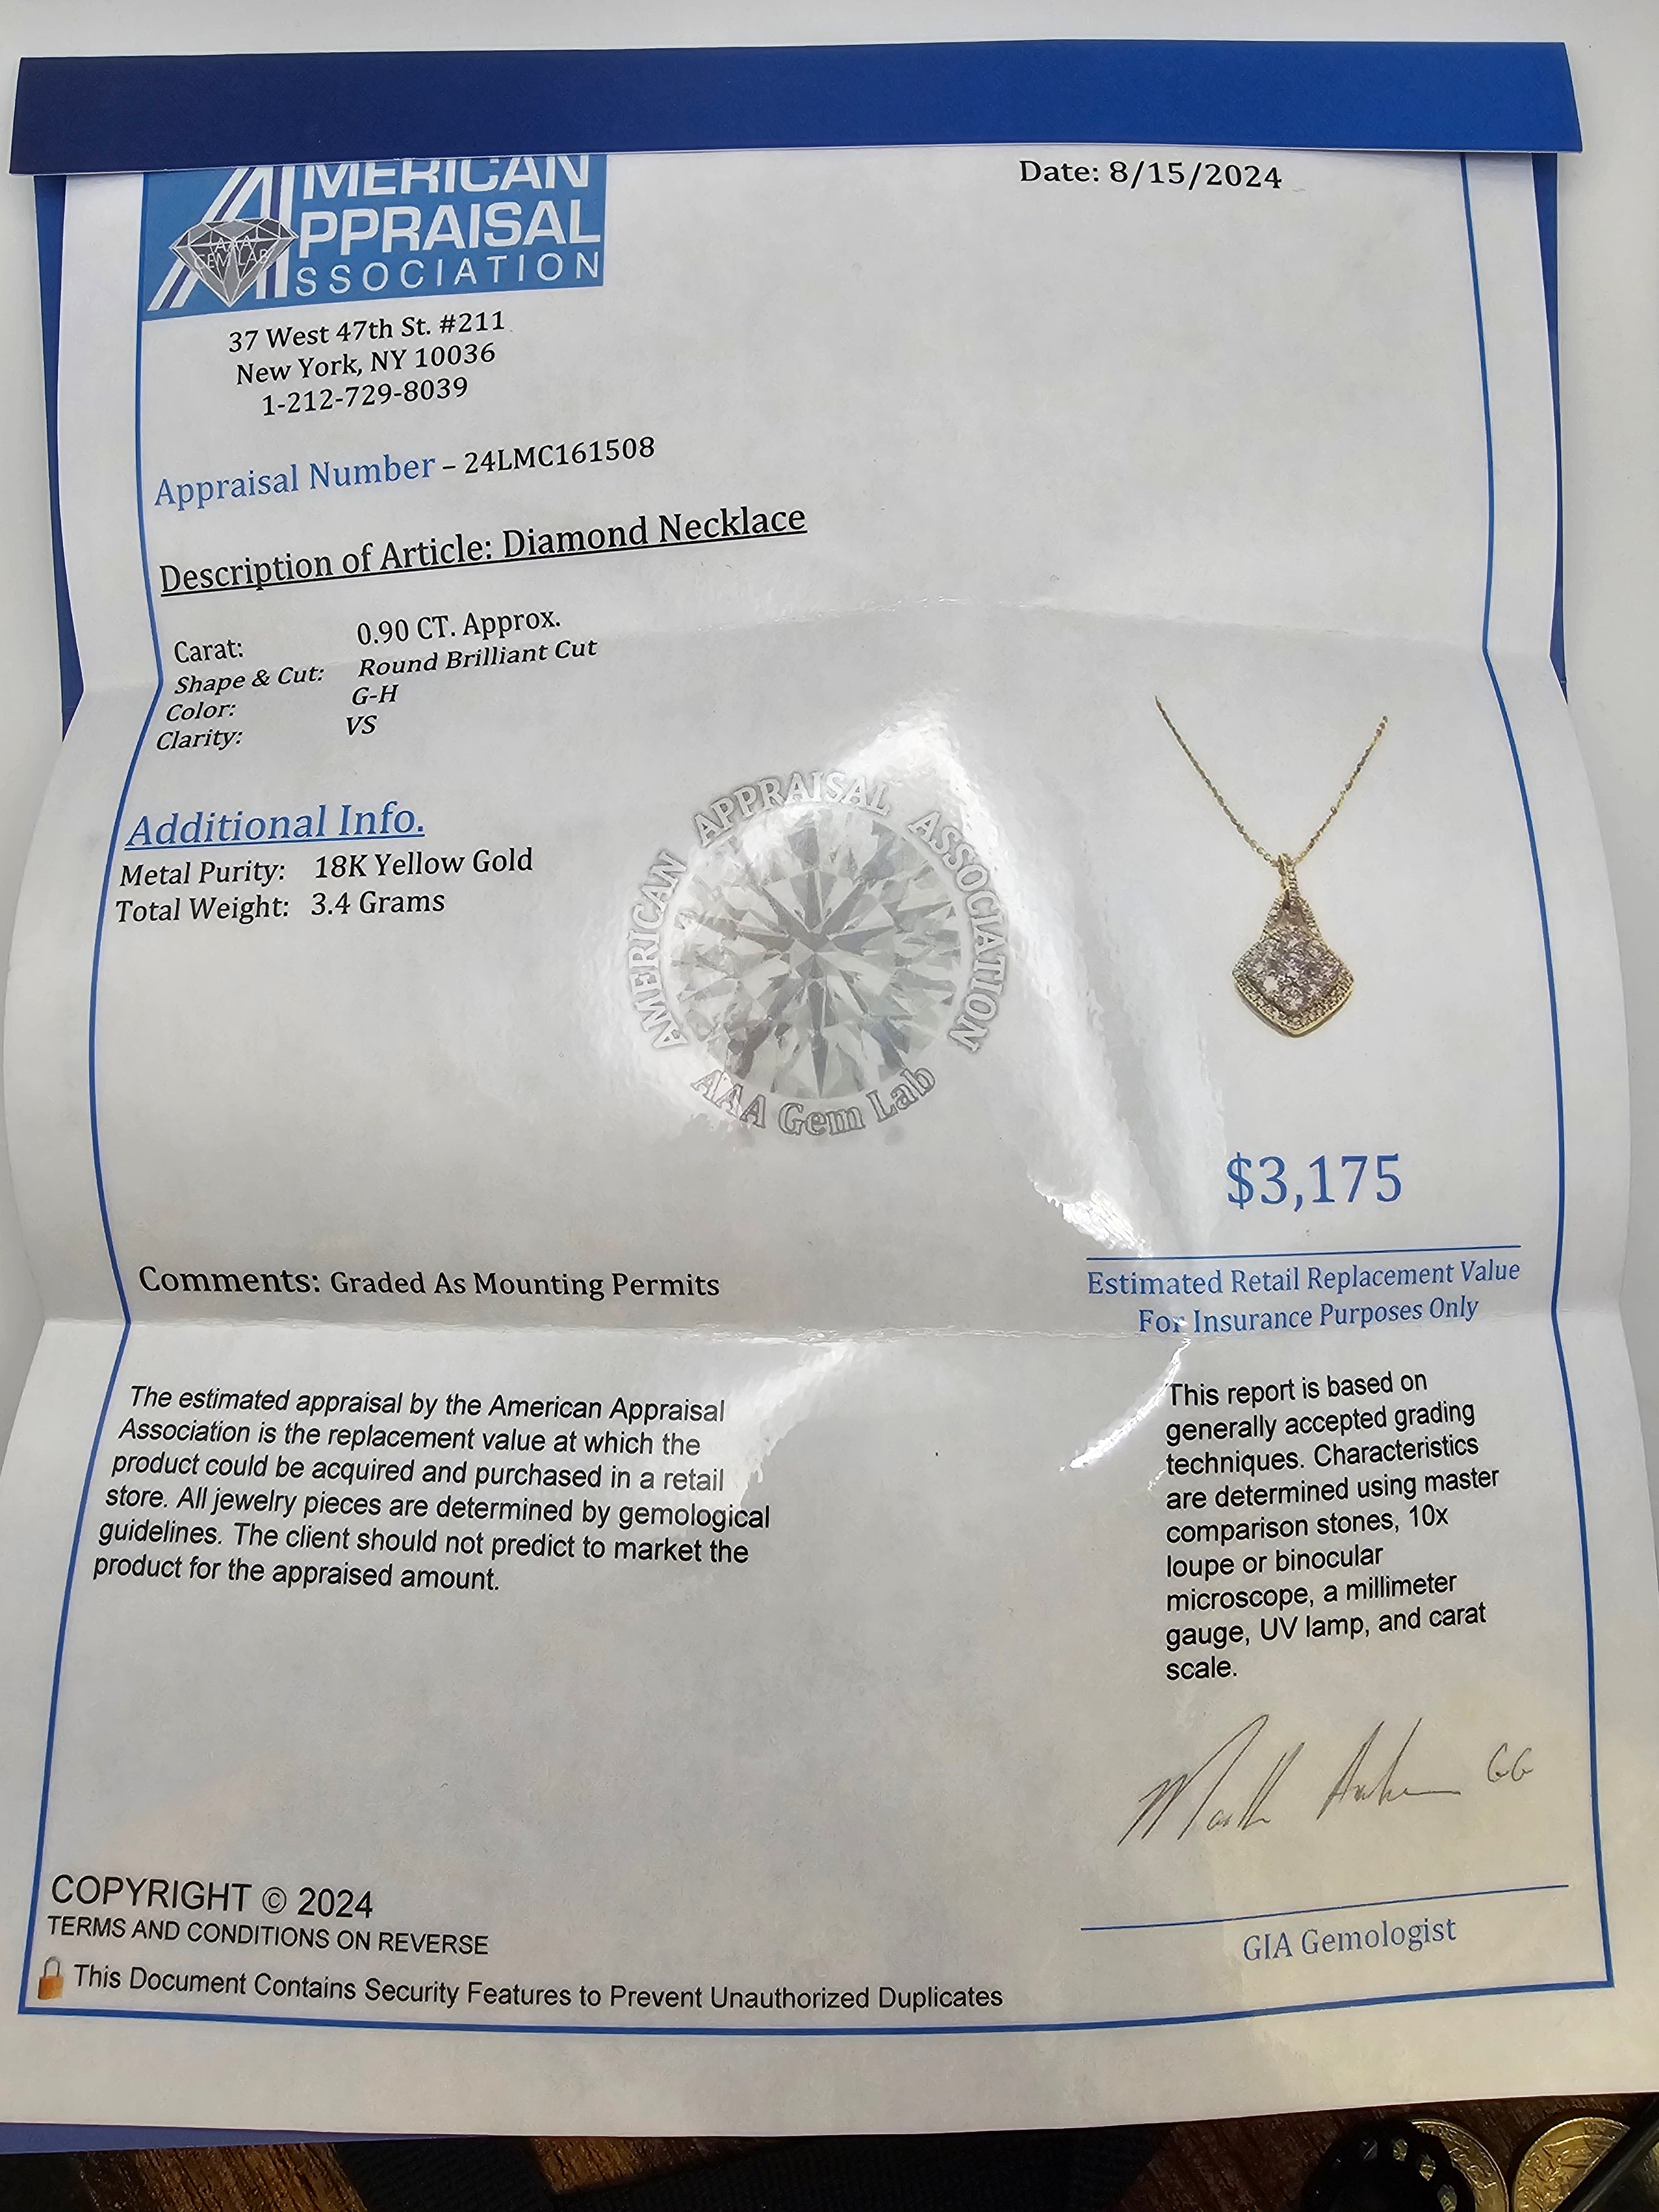 AMERICAN
APPRAISAL
ASSOCIATION
AAA
GEM LAB
Date: 8/15/2024
37 West 47th St. #211
New York, NY 10036
1-212-729-8039
Appraisal Number – 24LMC161508
Description of Article: Diamond Necklace
Carat: 0.90 CT. Approx.
Shape & Cut: Round Brilliant Cut
Color: G-H
Clarity: VS
Additional Info.
Metal Purity: 18K Yellow Gold
Total Weight: 3.4 Grams
AMERICAN APPRAISAL ASSOCIATION
AAA Gem Lab
$3,175
Estimated Retail Replacement Value
For Insurance Purposes Only
Comments: Graded As Mounting Permits
The estimated appraisal by the American Appraisal
Association is the replacement value at which the
product could be acquired and purchased in a retail
store. All jewelry pieces are determined by gemological
guidelines. The client should not predict to market the
product for the appraised amount.
This report is based on
generally accepted grading
techniques. Characteristics
are determined using master
comparison stones, 10x
loupe or binocular
microscope, a millimeter
gauge, UV lamp, and carat
scale.
GG
GIA Gemologist
COPYRIGHT © 2024
TERMS AND CONDITIONS ON REVERSE
This Document Contains Security Features to Prevent Unauthorized Duplicates